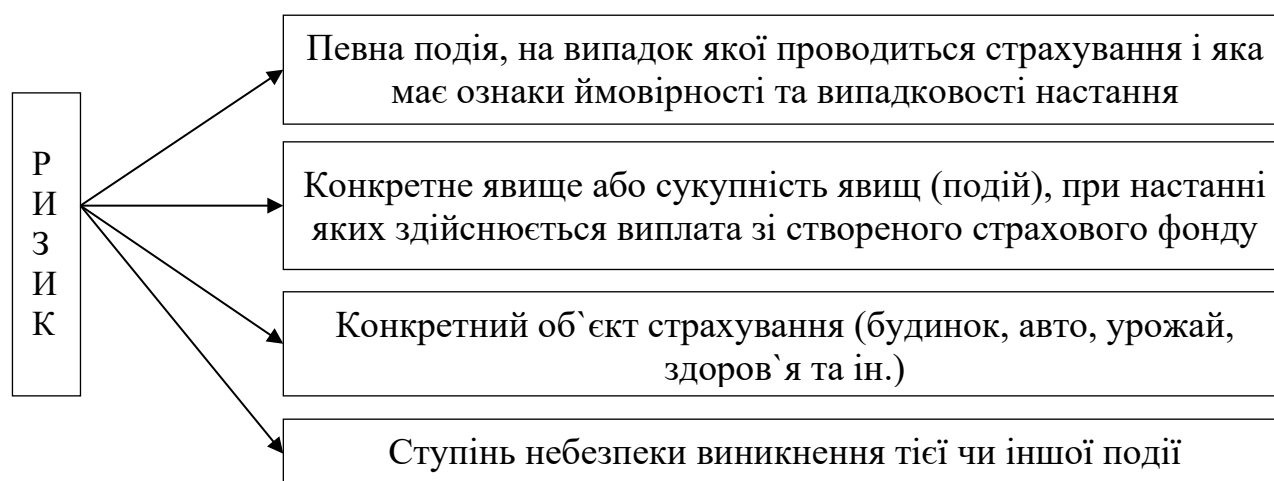 РИЗИК
Певна подія, на випадок якої проводиться страхування і яка
має ознаки ймовірності та випадковості настання
Конкретне явище або сукупність явищ (подій), при настанні
яких здійснюється виплата зі створеного страхового фонду
Конкретний об`єкт страхування (будинок, авто, урожай,
здоров`я та ін.)
Ступінь небезпеки виникнення тієї чи іншої події